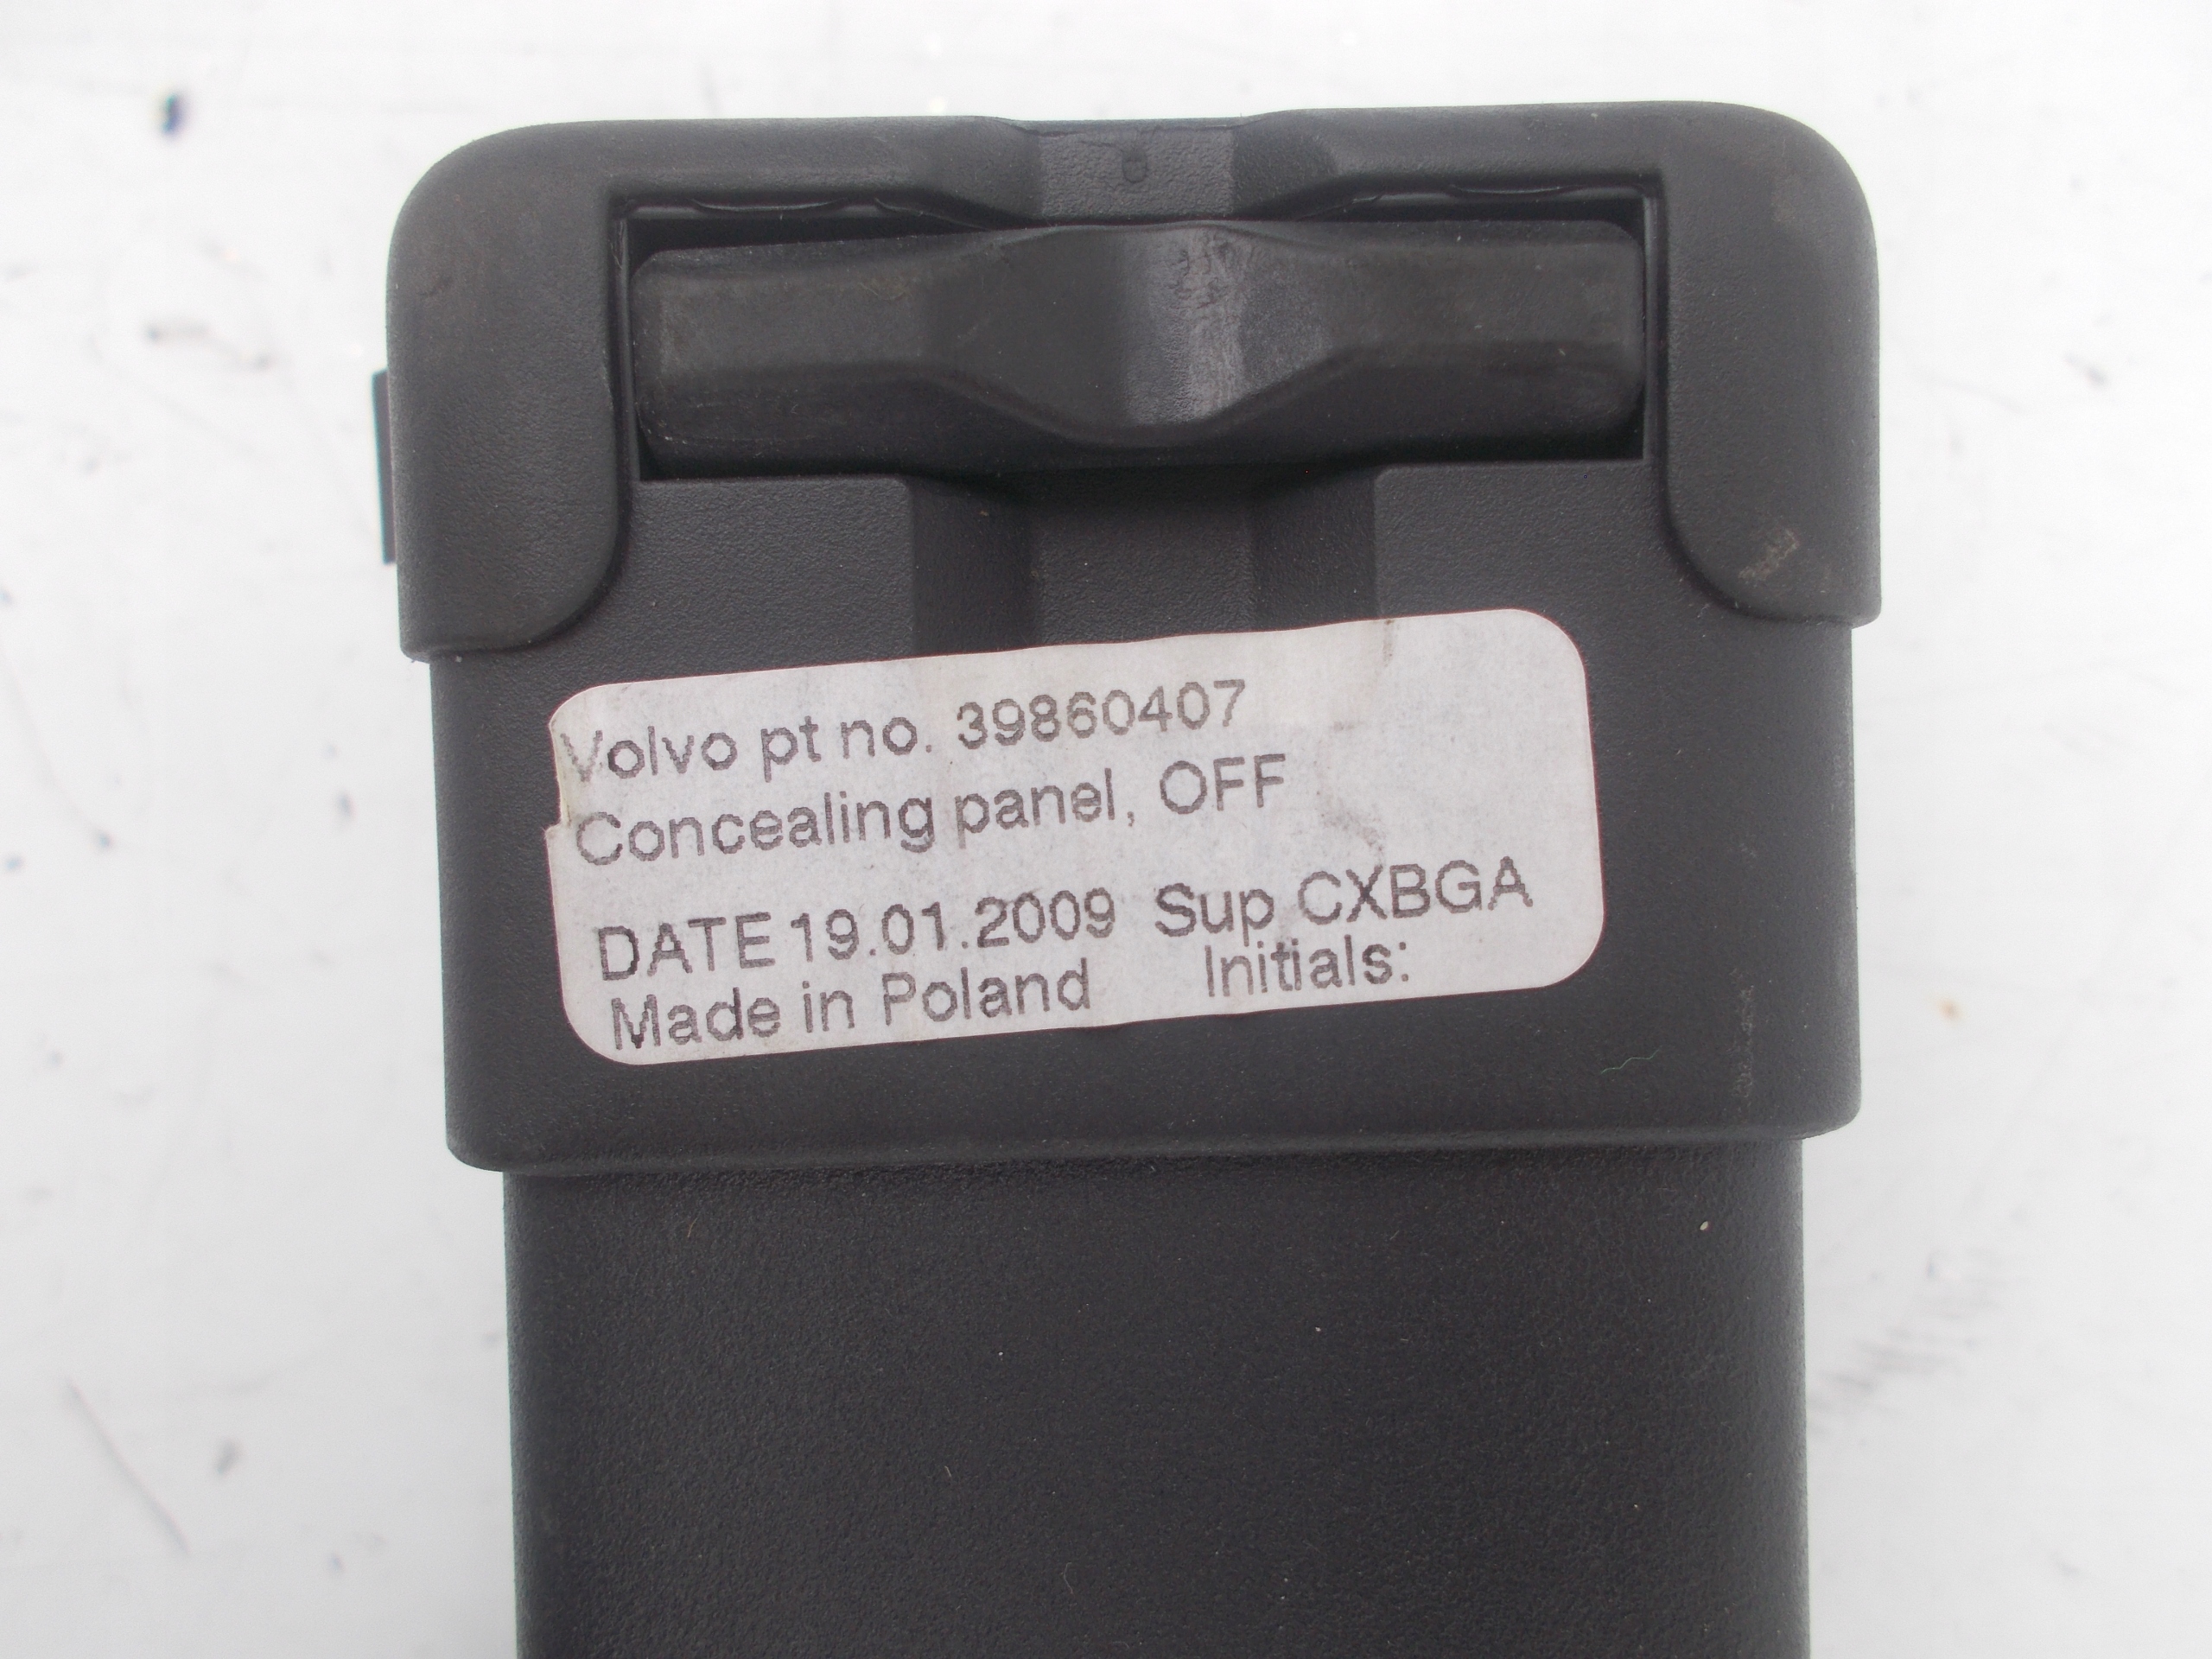 Volvo pt no. 39860407
Concealing panel, OFF
DATE 19.01.2009 Sup CXBGA
Made in Poland Initials: